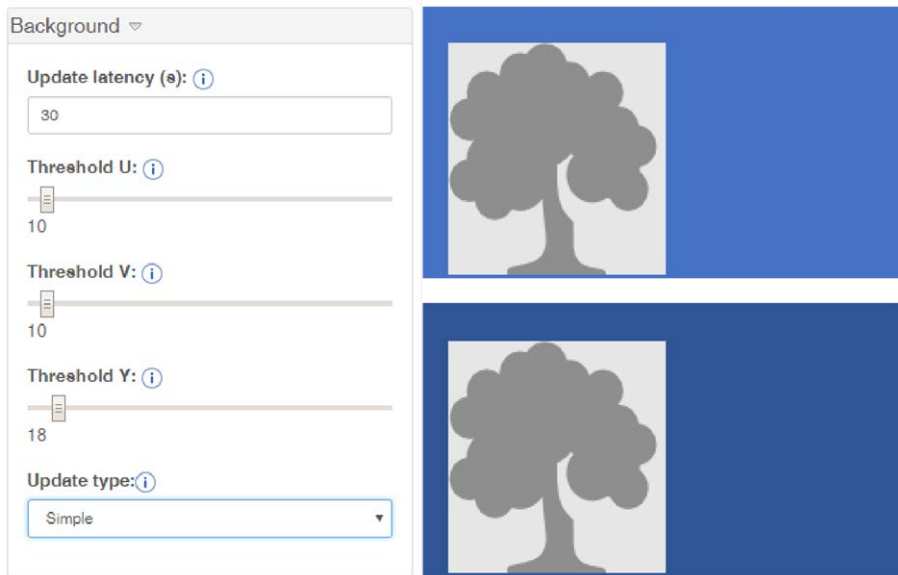 Background
Update latency (s):
30
Threshold U:
10
Threshold V:
10
Threshold Y:
18
Update type:
Simple